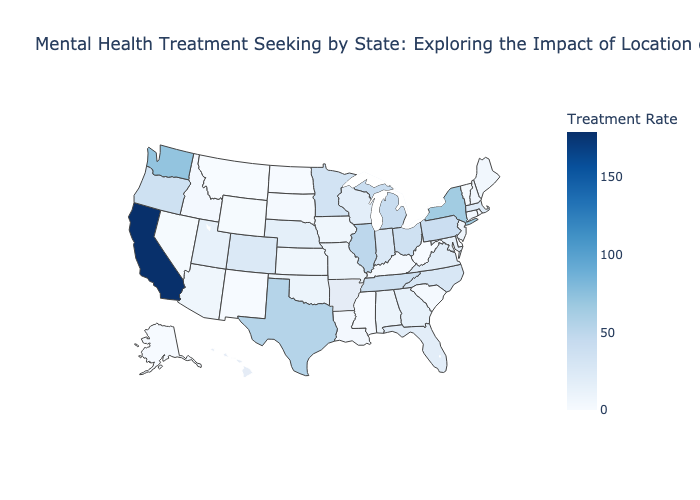 Mental Health Treatment Seeking by State: Exploring the Impact of Location
Treatment Rate
150
100
50
0